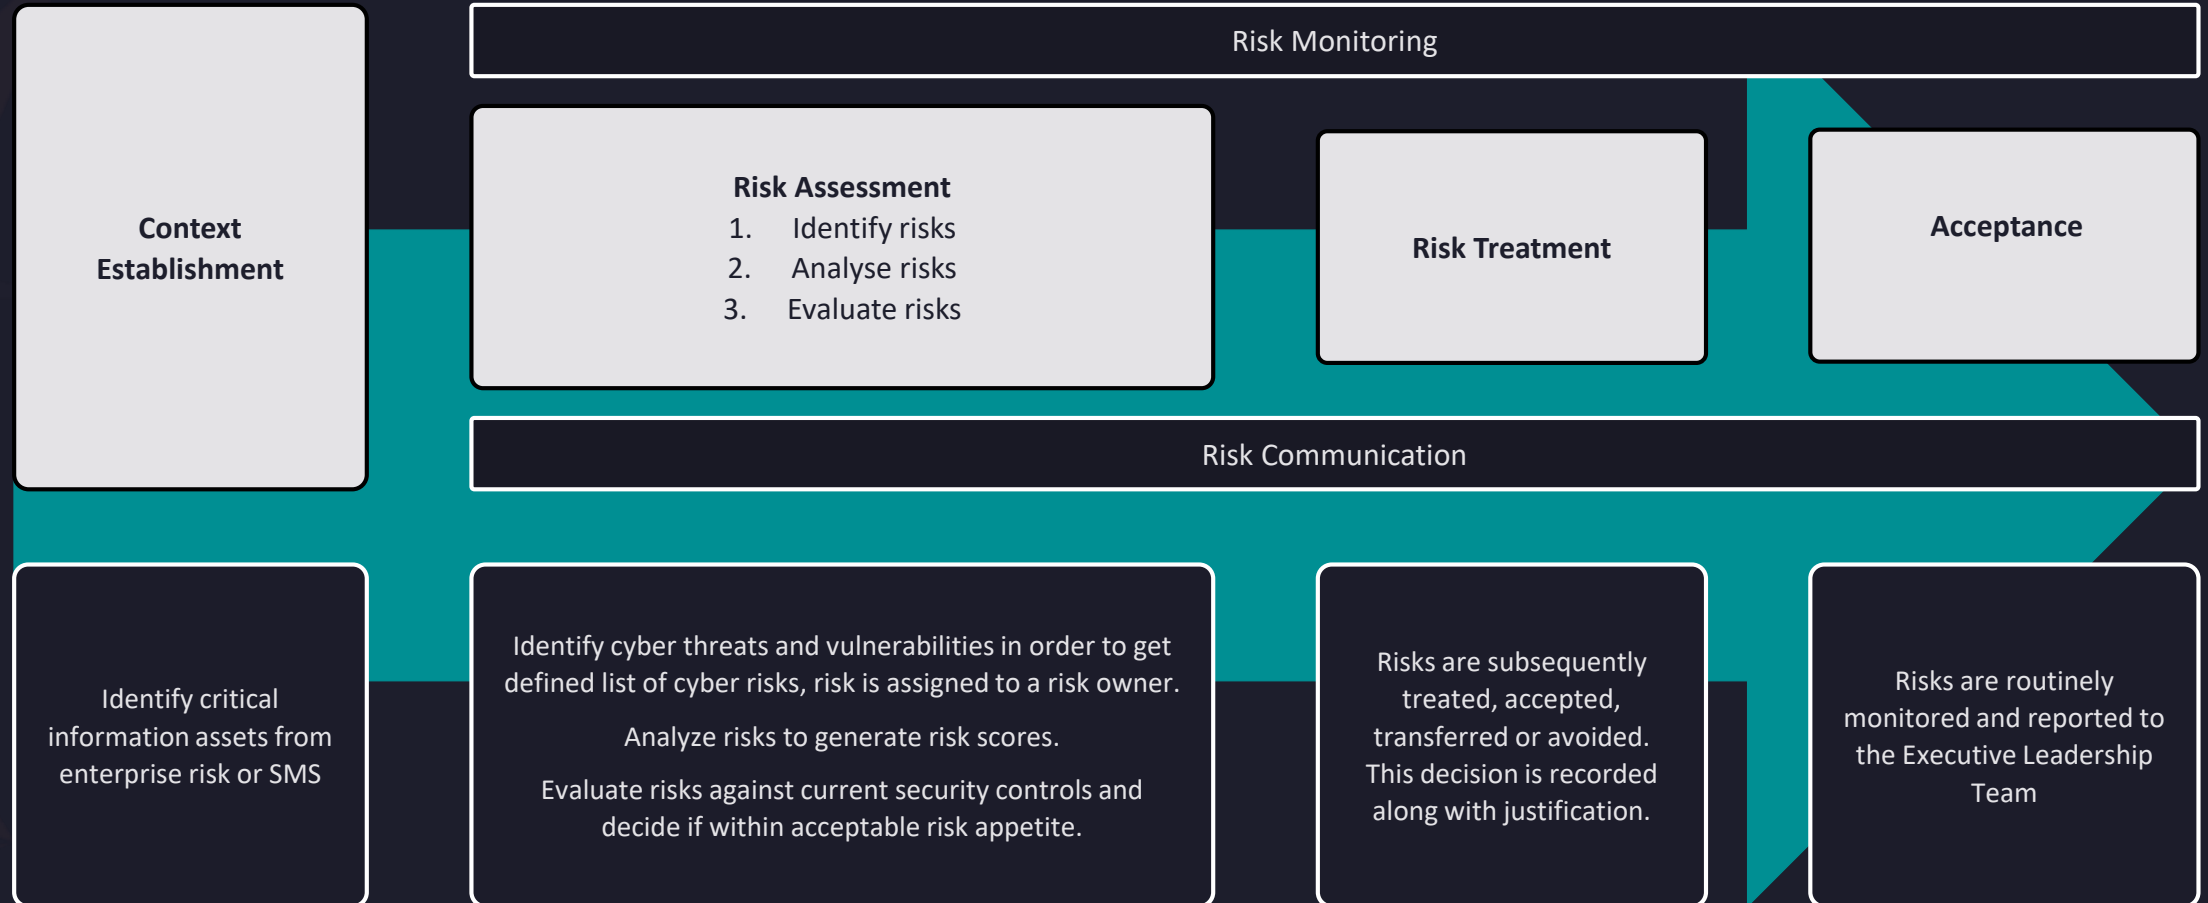 Risk Monitoring
Context
Establishment
Risk Assessment
1. Identify risks
2. Analyse risks
3. Evaluate risks
Risk Treatment
Acceptance
Risk Communication
Identify critical
information assets from
enterprise risk or SMS
Identify cyber threats and vulnerabilities in order to get
defined list of cyber risks, risk is assigned to a risk owner.
Analyze risks to generate risk scores.
Evaluate risks against current security controls and
decide if within acceptable risk appetite.
Risks are subsequently
treated, accepted,
transferred or avoided.
This decision is recorded
along with justification.
Risks are routinely
monitored and reported to
the Executive Leadership
Team